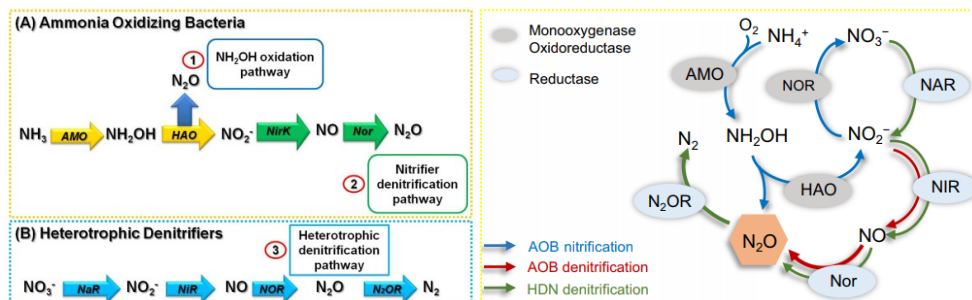 (A) Ammonia Oxidizing Bacteria
1
NH₂OH oxidation
pathway
N₂O
NH₃ AMO NH₂OH HAO NO₂⁻ NirK NO Nor N₂O
2
Nitrifier
denitrification
pathway
(B) Heterotrophic Denitrifiers
3
Heterotrophic
denitrification
pathway
NO₃⁻ NaR NO₂⁻ NiR NO NOR N₂O N₂OR N₂
Monooxygenase
Oxidoreductase
Reductase
O₂ NH₄⁺ NO₃⁻
AMO NOR NAR
N₂ NH₂OH NO₂⁻
N₂OR HAO NIR
N₂O NO
Nor
AOB nitrification
AOB denitrification
HDN denitrification